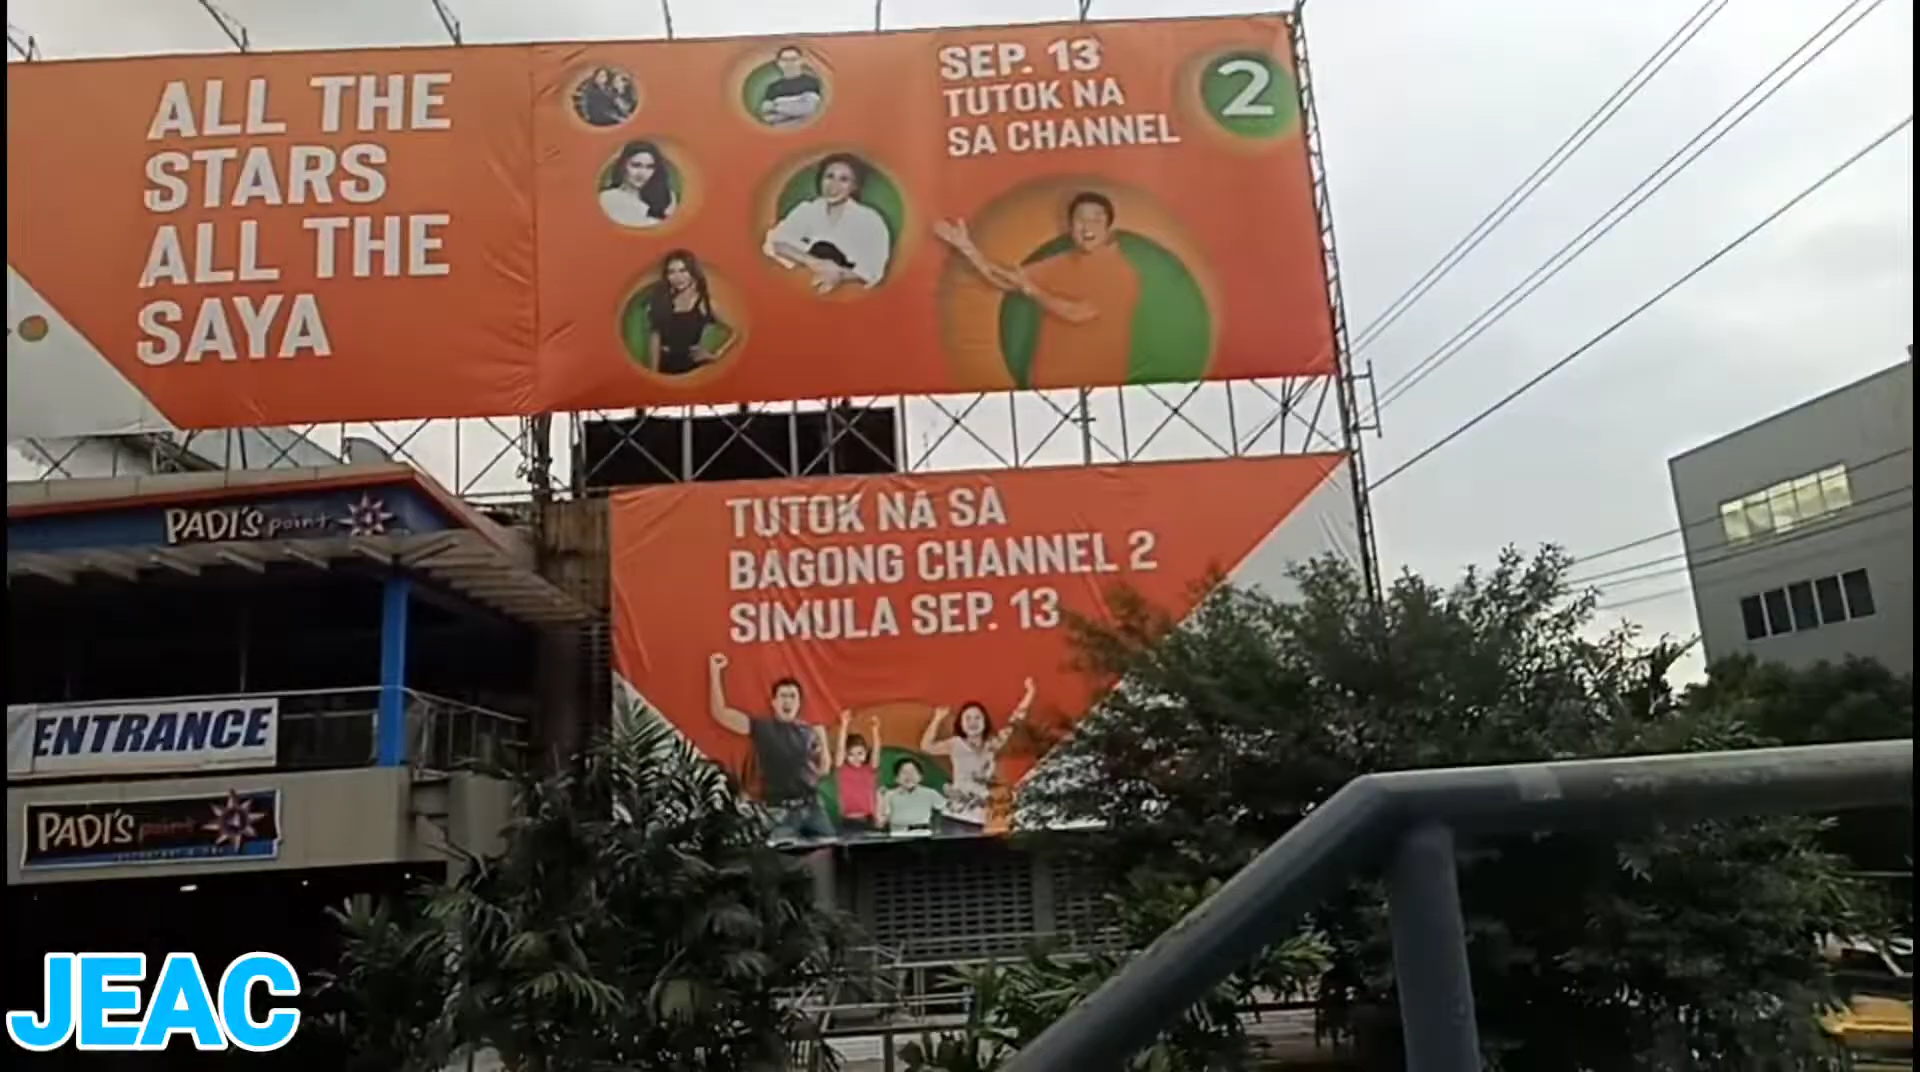 ALL THE
STARS
ALL THE
SAYA
SEP. 13
TUTOK NA
SA CHANNEL
2
TUTOK NA SA
BAGONG CHANNEL 2
SIMULA SEP. 13
PADI'S point
ENTRANCE
PADI'S point
JEAC